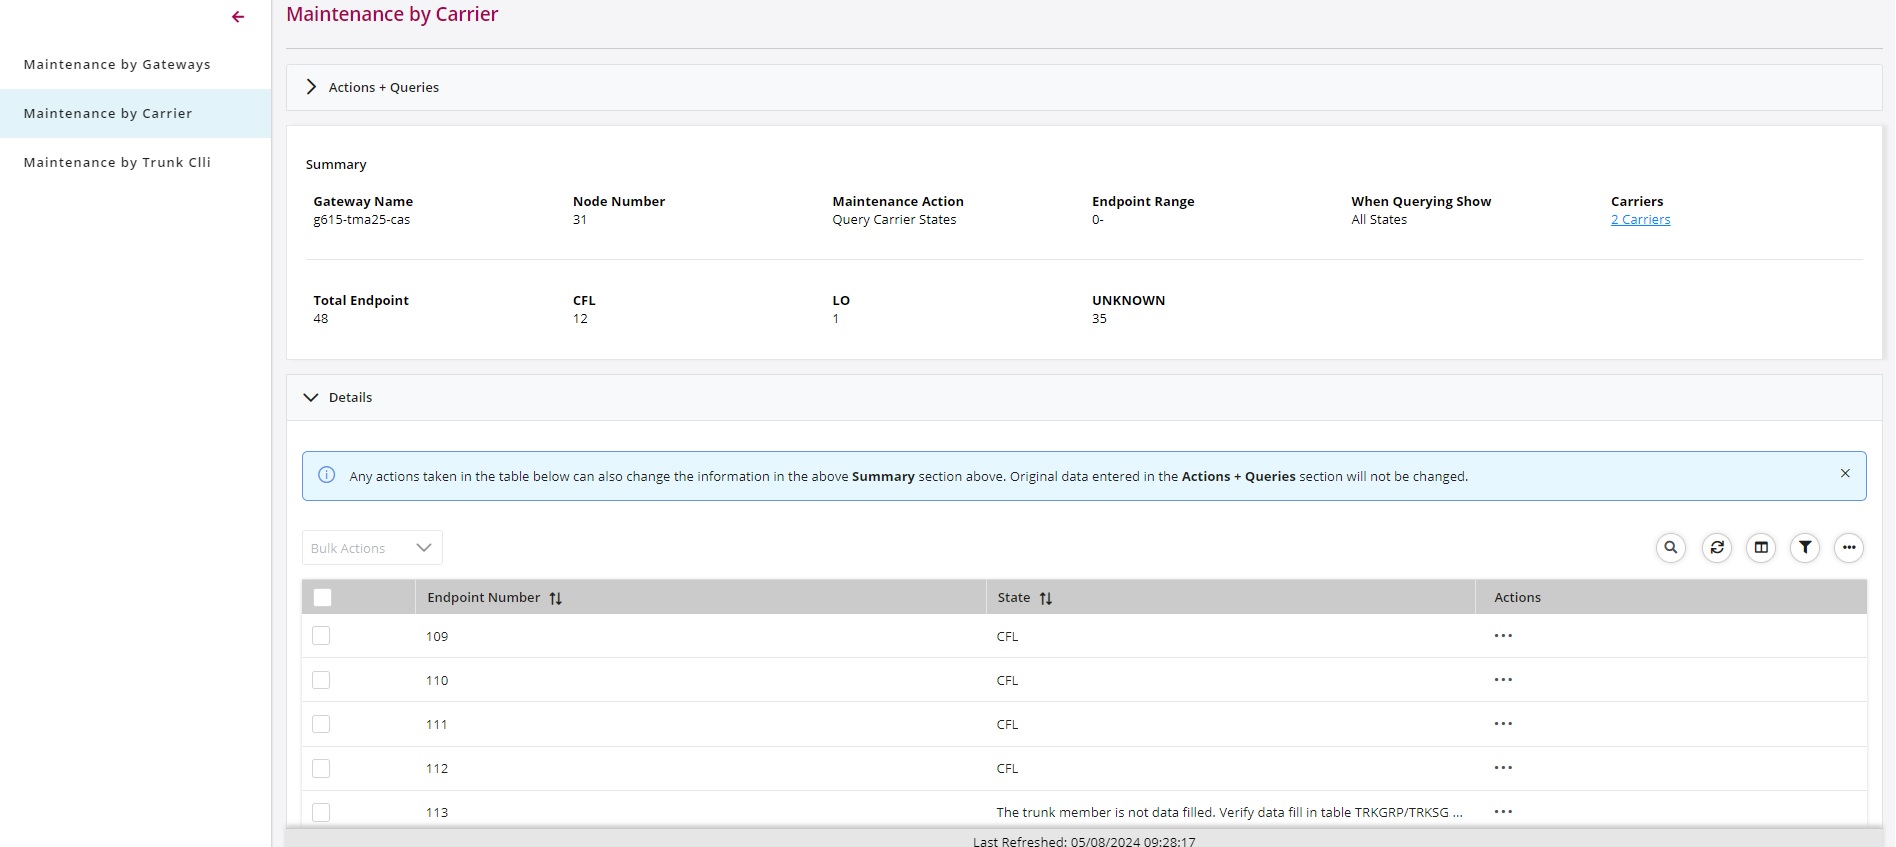 Maintenance by Carrier
Maintenance by Gateways
Maintenance by Carrier
Maintenance by Trunk Clli
Actions + Queries
Summary
Gateway Name Node Number Maintenance Action Endpoint Range When Querying Show Carriers
g615-tma25-cas 31 Query Carrier States 0- All States 2 Carriers
Total Endpoint CFL LO UNKNOWN
48 12 1 35
Details
Any actions taken in the table below can also change the information in the above Summary section above. Original data entered in the Actions + Queries section will not be changed.
Bulk Actions
Endpoint Number State Actions
109 CFL
110 CFL
111 CFL
112 CFL
113 The trunk member is not data filled. Verify data fill in table TRKGRP/TRKSG ...
Last Refreshed: 05/08/2024 09:28:17